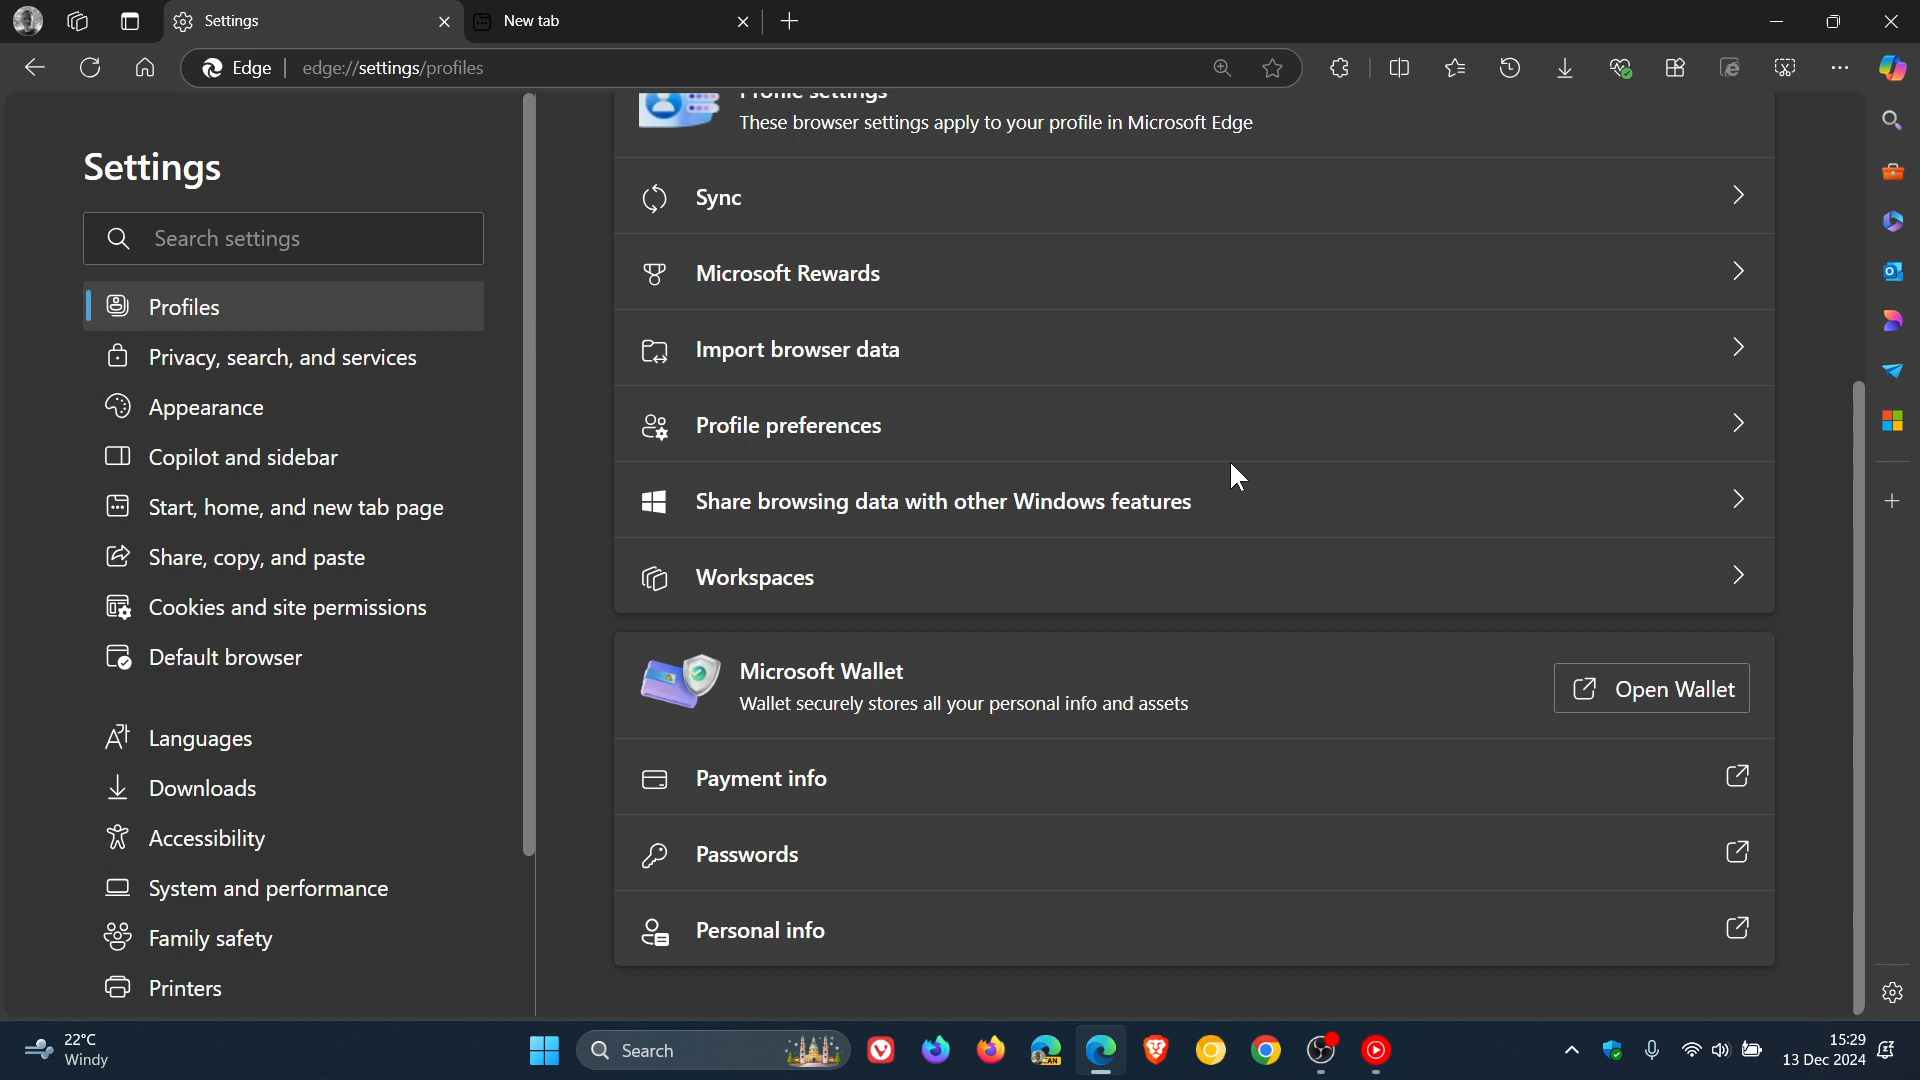 Settings
New tab
Edge
edge://settings/profiles
Settings
Search settings
Profiles
Privacy, search, and services
Appearance
Copilot and sidebar
Start, home, and new tab page
Share, copy, and paste
Cookies and site permissions
Default browser
Languages
Downloads
Accessibility
System and performance
Family safety
Printers
Profile settings
These browser settings apply to your profile in Microsoft Edge
Sync
Microsoft Rewards
Import browser data
Profile preferences
Share browsing data with other Windows features
Workspaces
Microsoft Wallet
Wallet securely stores all your personal info and assets
Open Wallet
Payment info
Passwords
Personal info
22°C
Windy
Search
CAN
15:29
13 Dec 2024